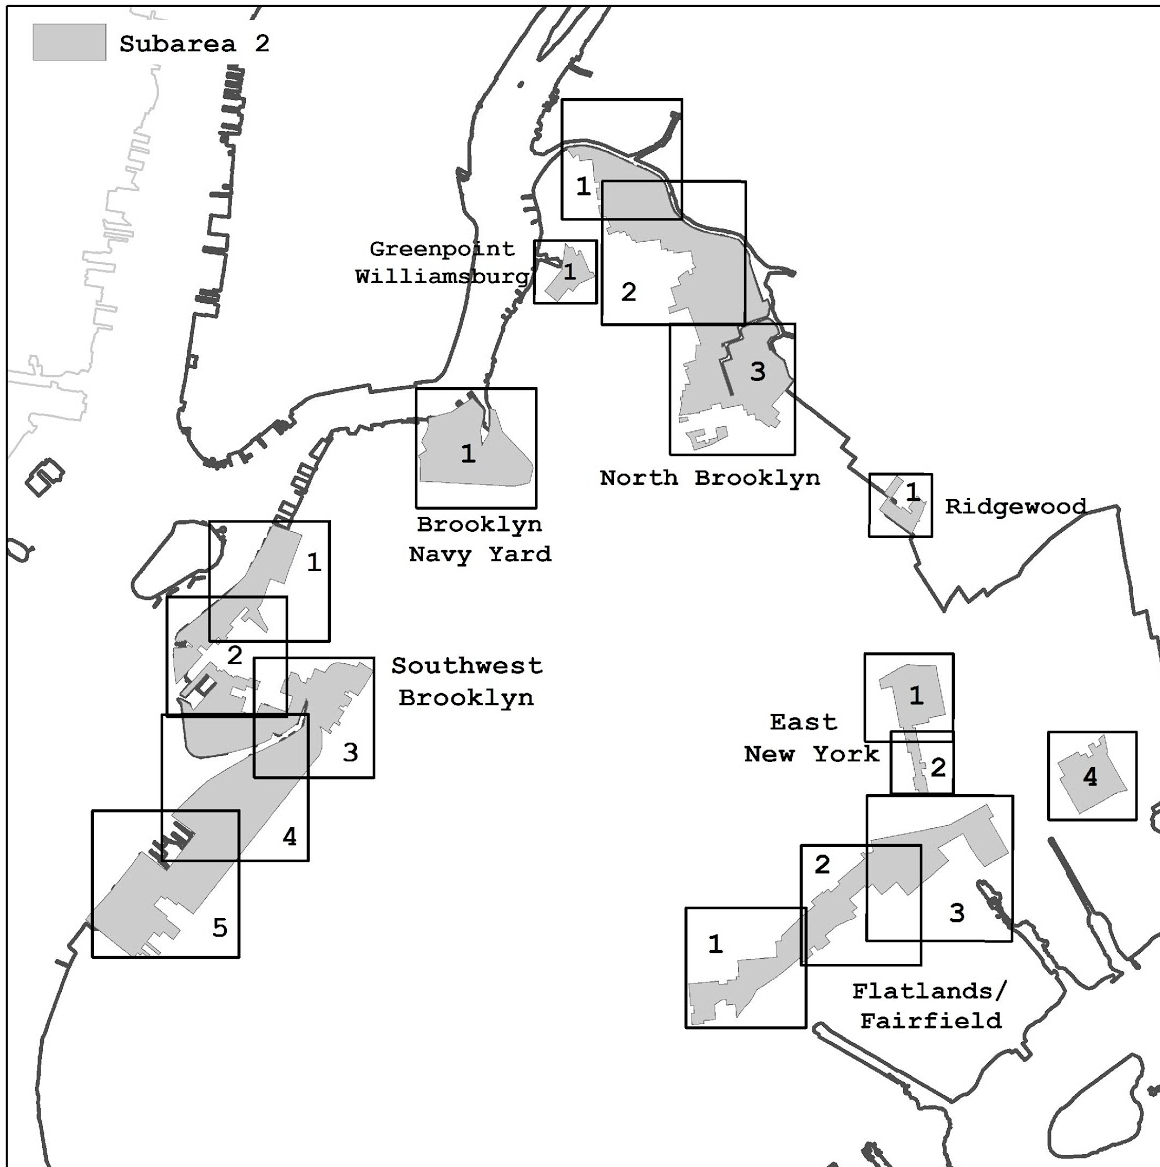 Subarea 2
1
Greenpoint
Williamsburg
1
2
3
1
North Brooklyn
1
Ridgewood
Brooklyn
Navy Yard
1
2
Southwest
Brooklyn
3
4
5
1
East
New York
2
4
2
3
1
Flatlands/
Fairfield